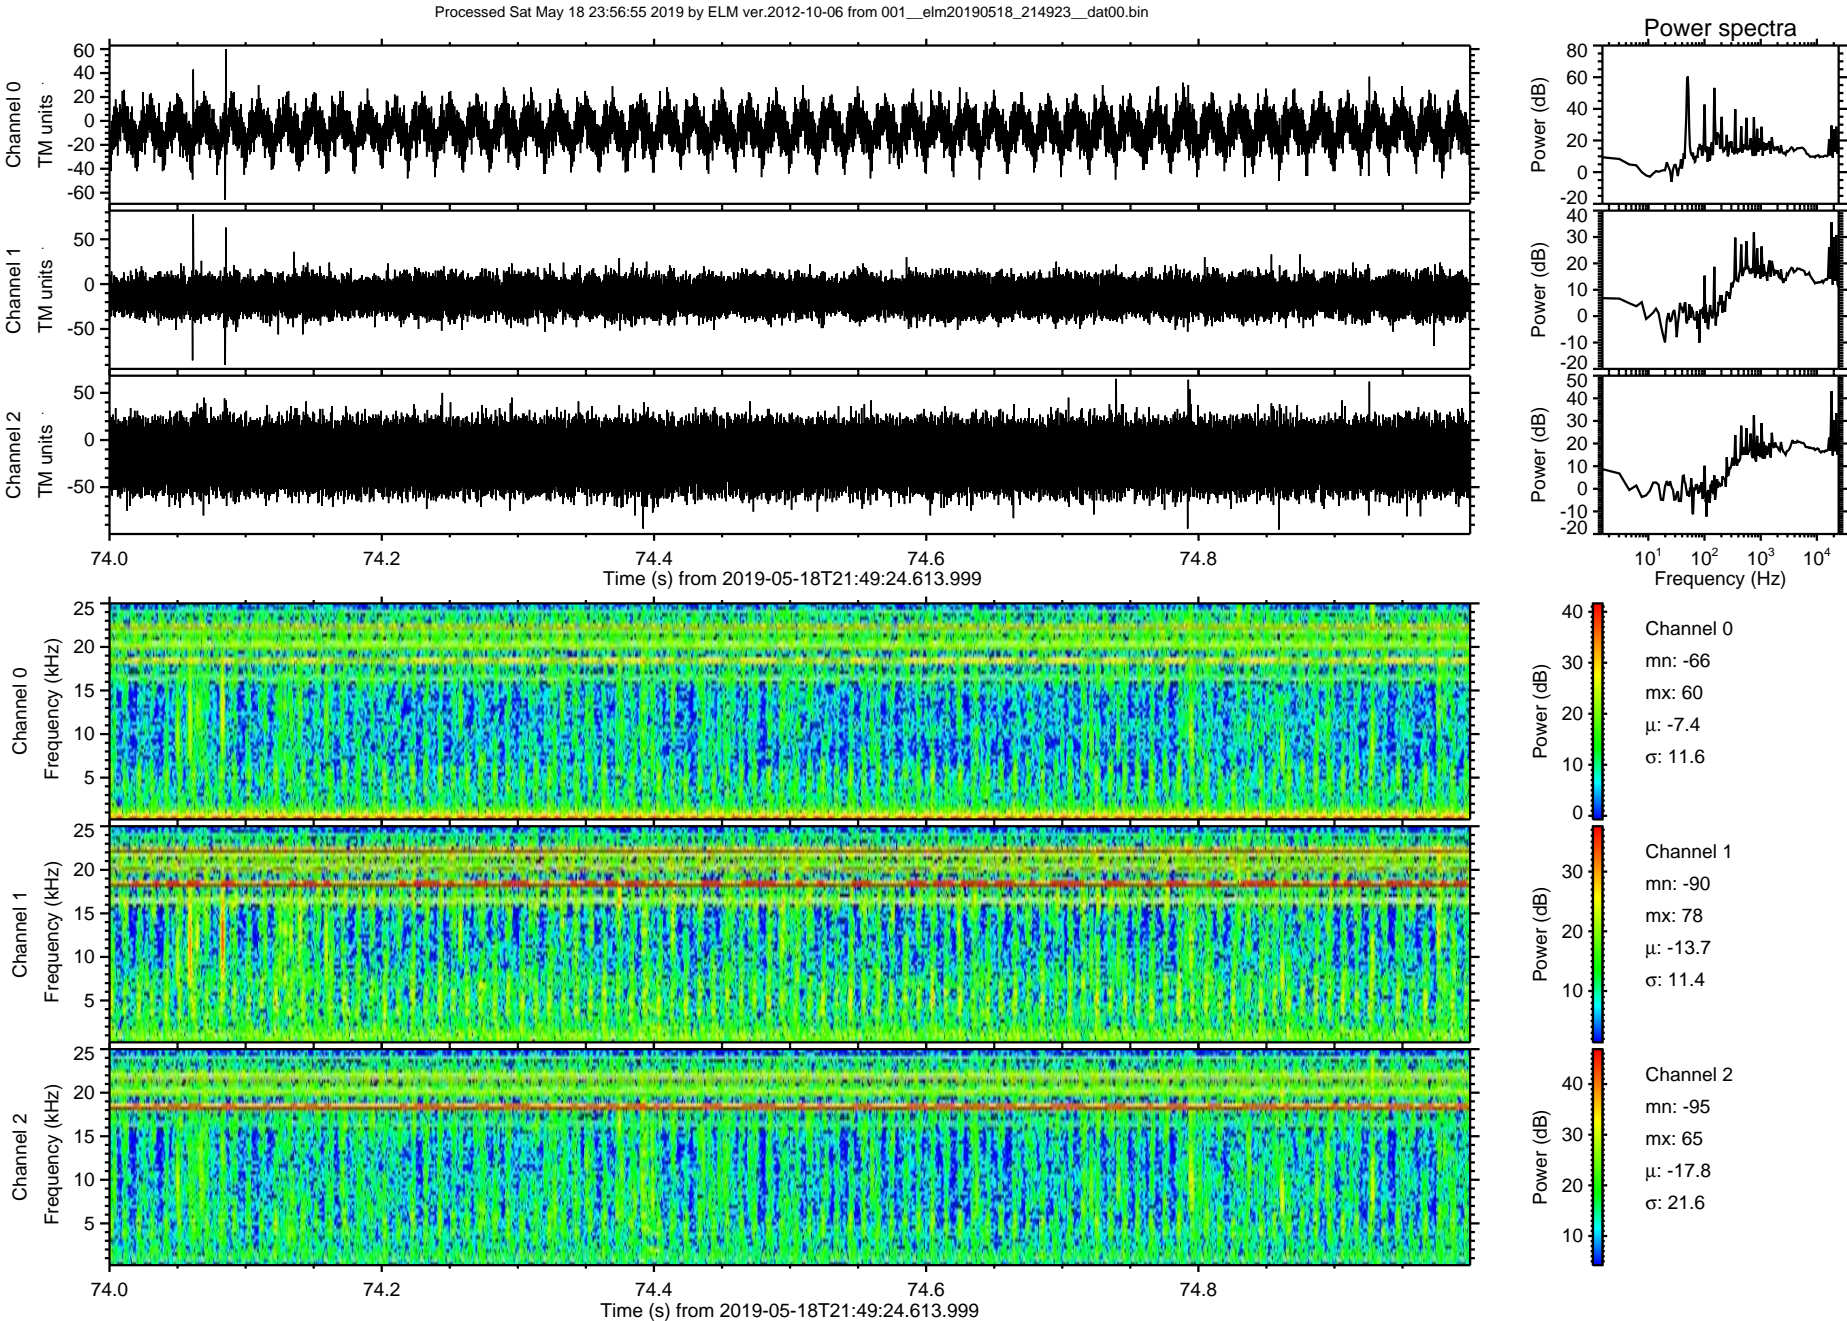 Processed Sat May 18 23:56:55 2019 by ELM ver.2012-10-06 from 001__elm20190518_214923__dat00.bin
Power spectra
Channel 0
TM units
60
40
20
0
-20
-40
-60
Power (dB)
80
60
40
20
0
-20
Channel 1
TM units
50
0
-50
Power (dB)
40
30
20
10
0
-10
-20
Channel 2
TM units
50
0
-50
Power (dB)
50
40
30
20
10
0
-10
-20
74.0 74.2 74.4 74.6 74.8
Time (s) from 2019-05-18T21:49:24.613.999
10^1 10^2 10^3 10^4
Frequency (Hz)
Channel 0
Frequency (kHz)
25
20
15
10
5
Power (dB)
40
30
20
10
0
Channel 0
mn: -66
mx: 60
μ: -7.4
σ: 11.6
Channel 1
Frequency (kHz)
25
20
15
10
5
Power (dB)
30
20
10
Channel 1
mn: -90
mx: 78
μ: -13.7
σ: 11.4
Channel 2
Frequency (kHz)
25
20
15
10
5
Power (dB)
40
30
20
10
Channel 2
mn: -95
mx: 65
μ: -17.8
σ: 21.6
74.0 74.2 74.4 74.6 74.8
Time (s) from 2019-05-18T21:49:24.613.999